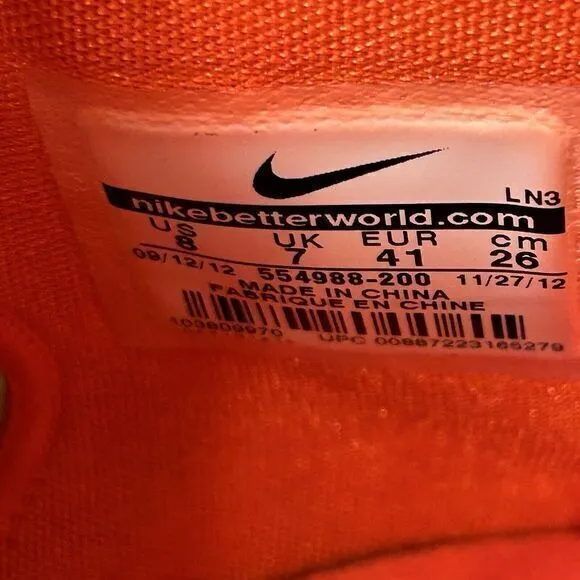 LN3
nikebetterworld.com
US UK EUR cm
8 7 41 26
09/12/12 554988-200 11/27/12
MADE IN CHINA
FABRIQUE EN CHINE
103809970
UPC 00887223165279